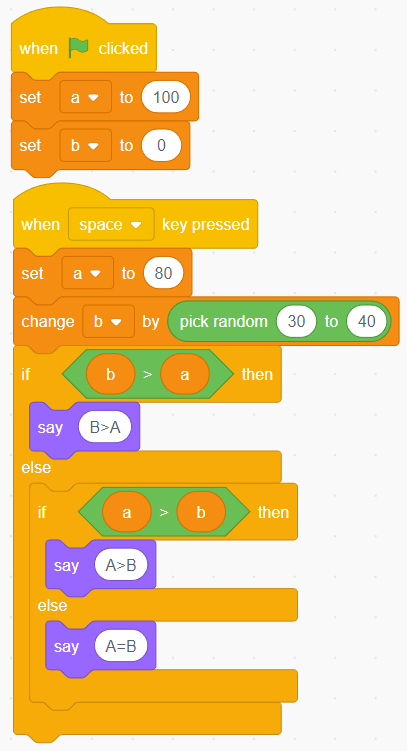 when clicked
set a to 100
set b to 0
when space key pressed
set a to 80
change b by pick random 30 to 40
if b > a then
say B>A
else
if a > b then
say A>B
else
say A=B